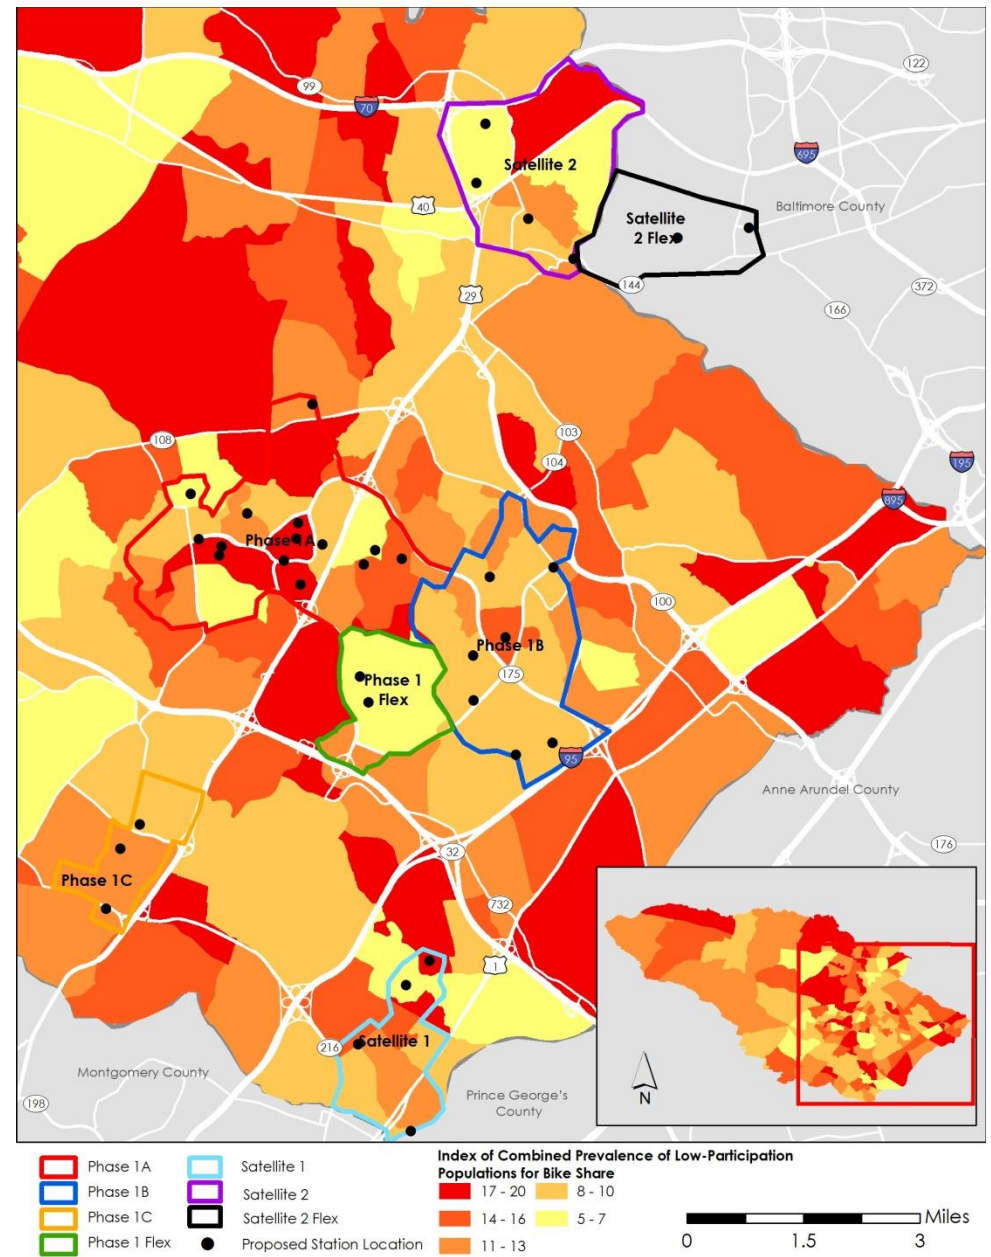 99
70
122
695
Satellite 2
40
Satellite
2 Flex
Baltimore County
144
29
372
166
108
103
104
195
895
Phase 1A
100
Phase 1B
175
Phase 1
Flex
95
Anne Arundel County
32
176
Phase 1C
732
1
216
Satellite 1
Montgomery County
Prince George's
County
198
N
Phase 1A
Phase 1B
Phase 1C
Phase 1 Flex
Satellite 1
Satellite 2
Satellite 2 Flex
Proposed Station Location
Index of Combined Prevalence of Low-Participation
Populations for Bike Share
17 - 20
14 - 16
11 - 13
8 - 10
5 - 7
Miles
0 1.5 3